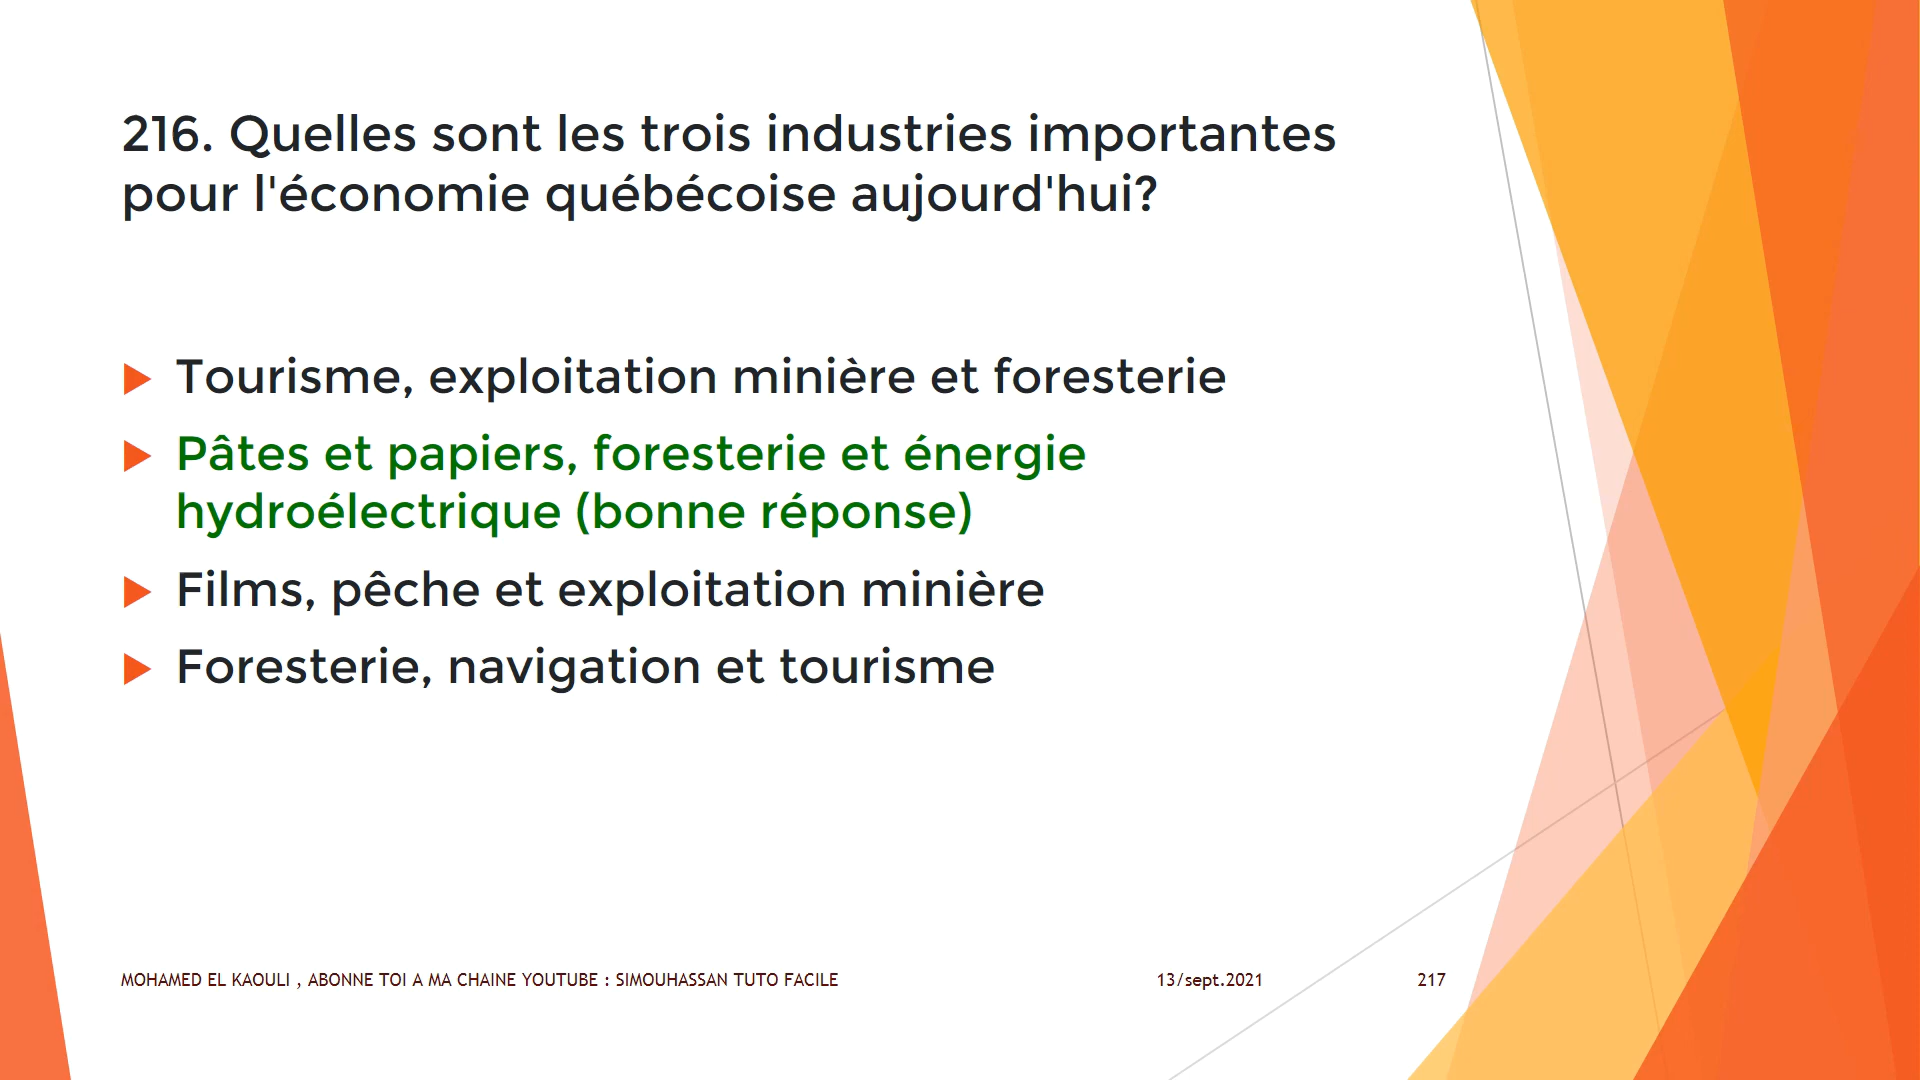 216. Quelles sont les trois industries importantes
pour l'économie québécoise aujourd'hui?
Tourisme, exploitation minière et foresterie
Pâtes et papiers, foresterie et énergie
hydroélectrique (bonne réponse)
Films, pêche et exploitation minière
Foresterie, navigation et tourisme
MOHAMED EL KAOULI , ABONNE TOI A MA CHAINE YOUTUBE : SIMOUHASSAN TUTO FACILE
13/sept.2021
217